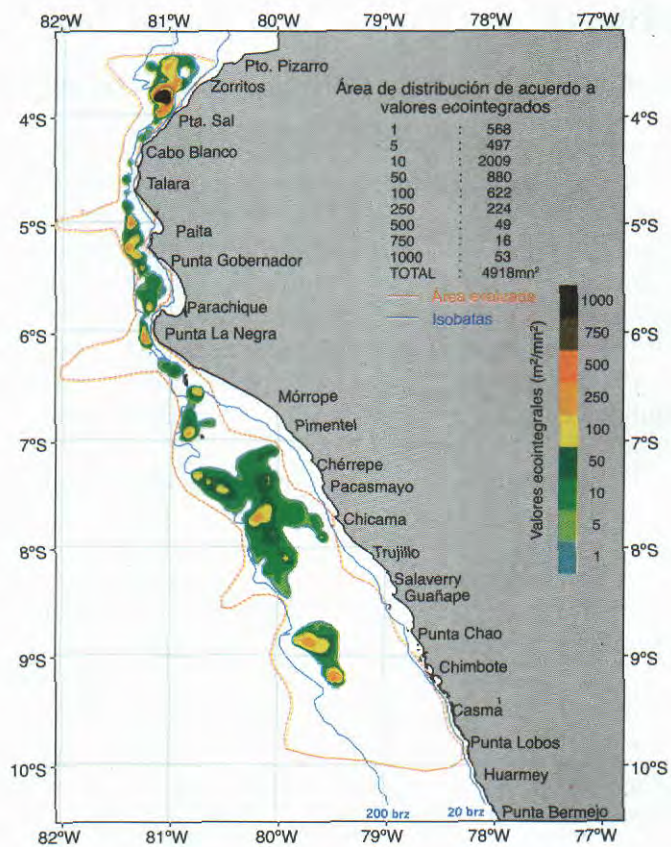 82°W 81°W 80°W 79°W 78°W 77°W
4°S
5°S
6°S
7°S
8°S
9°S
10°S
Pto. Pizarro
Zorritos
Pta. Sal
Cabo Blanco
Talara
Paita
Punta Gobernador
Parachique
Punta La Negra
Mórrope
Pimentel
Chérrepe
Pacasmayo
Chicama
Trujillo
Salaverry
Guañape
Punta Chao
Chimbote
Casma
Punta Lobos
Huarmey
Punta Bermejo
200 brz 20 brz
Área de distribución de acuerdo a
valores ecointegrados
1 : 568
5 : 497
10 : 2009
50 : 880
100 : 622
250 : 224
500 : 49
750 : 16
1000 : 53
TOTAL : 4918mn²
Área evaluada
Isobatas
Valores ecointegrales (m²/mn²)
1000
750
500
250
100
50
10
5
1
4°S
5°S
6°S
7°S
8°S
9°S
10°S
82°W 81°W 80°W 79°W 78°W 77°W